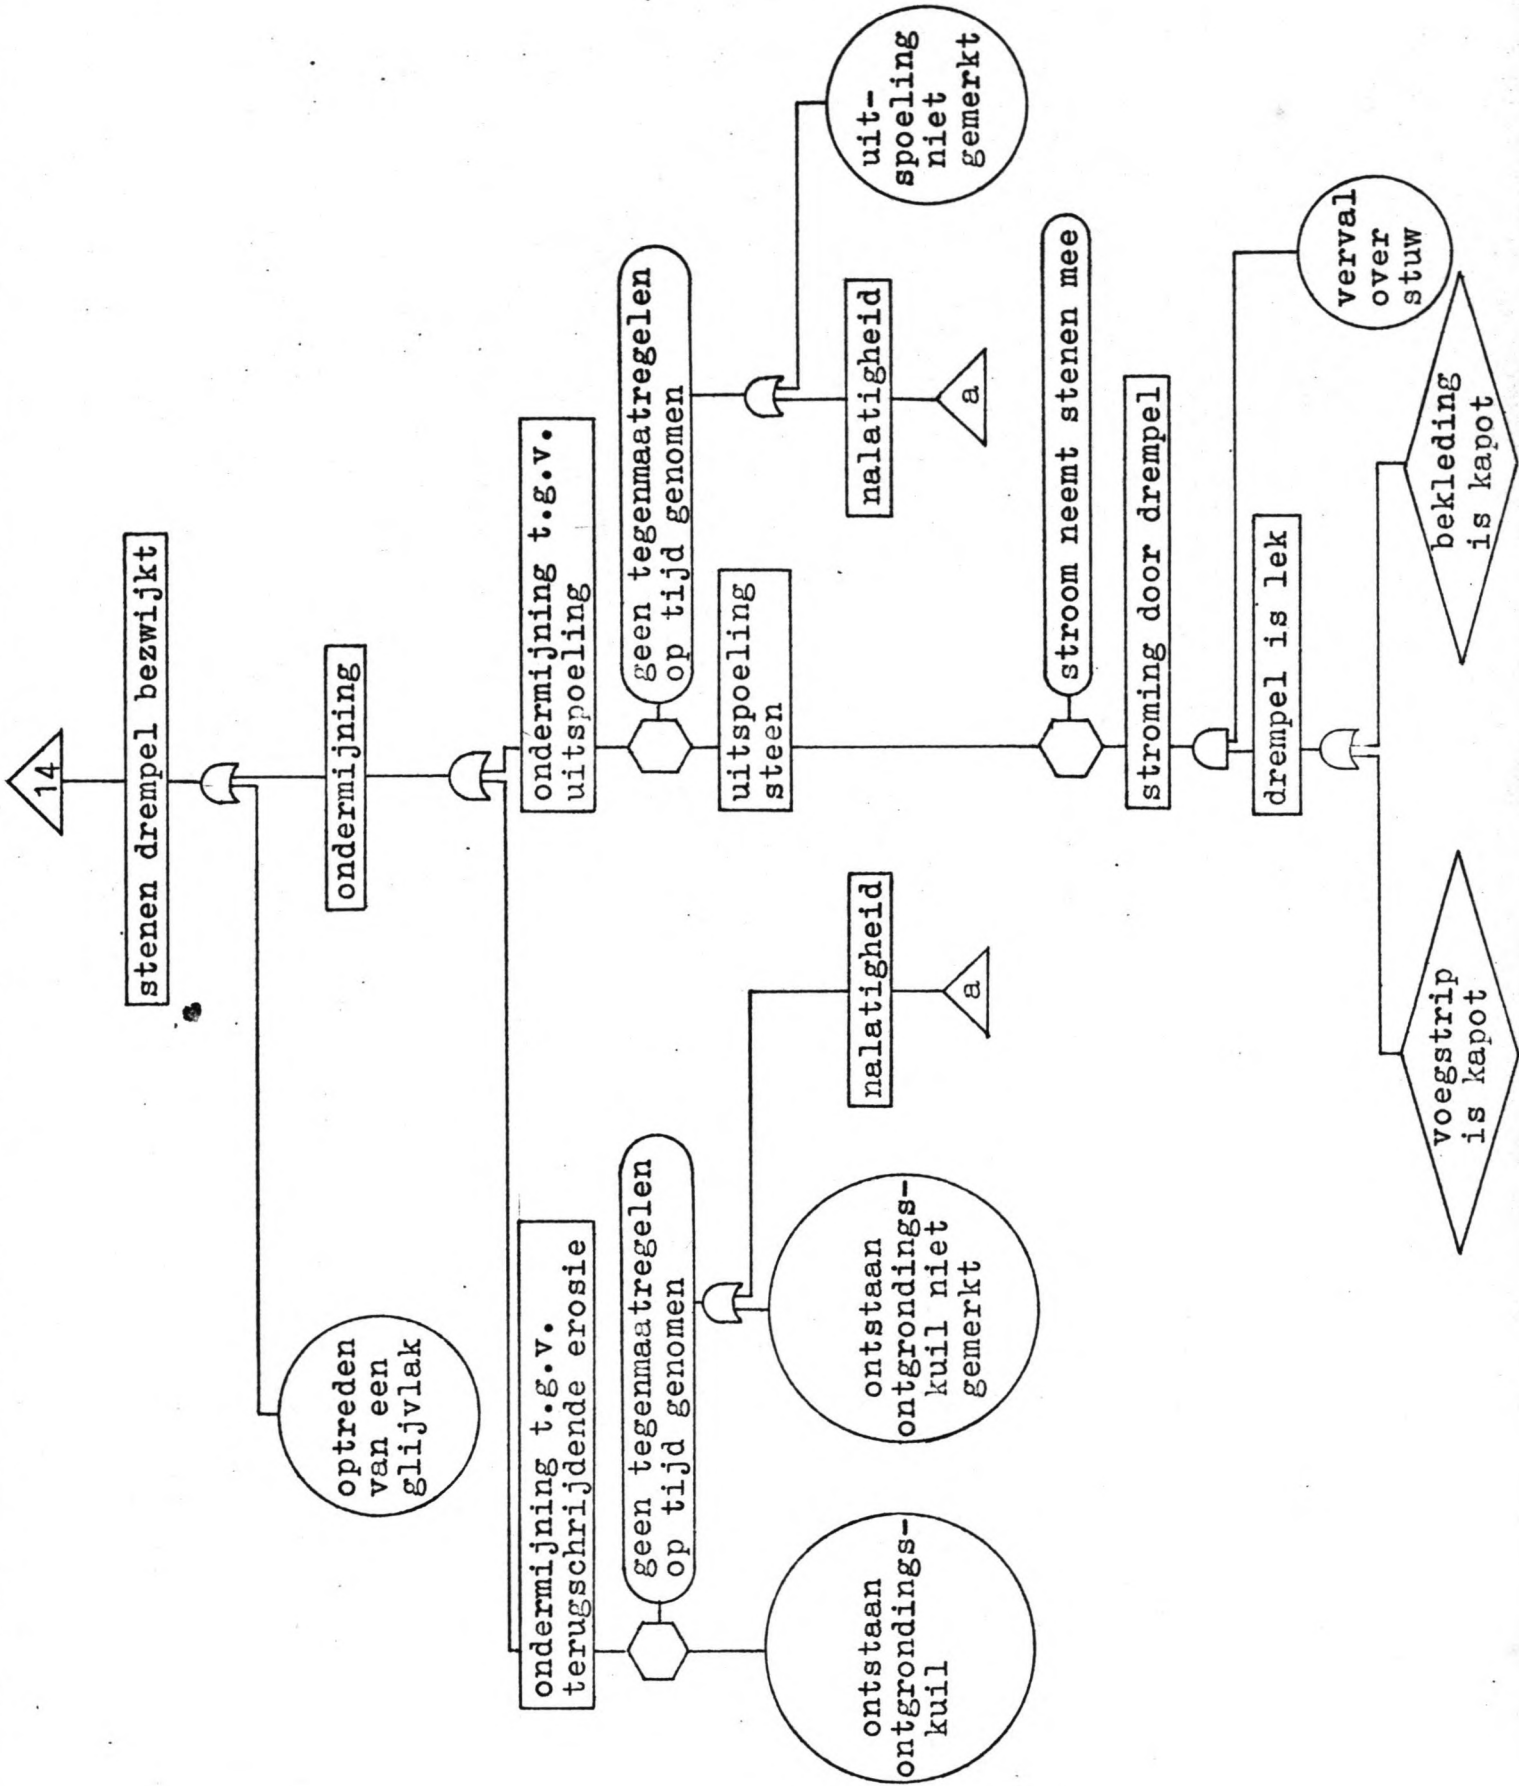 14
stenen drempel bezwijkt
optreden
van een
glijvlak
ondermijning
ondermijning t.g.v.
terugschrijdende erosie
ondermijning t.g.v.
uitspoeling
geen tegenmaatregelen
op tijd genomen
geen tegenmaatregelen
op tijd genomen
uitspoeling
steen
ontstaan
ontgrondings-
kuil
ontstaan
ontgrondings-
kuil niet
gemerkt
nalatigheid
a
nalatigheid
a
uit-
spoeling
niet
gemerkt
stroom neemt stenen mee
stroming door drempel
drempel is lek
verval
over
stuw
voegstrip
is kapot
bekleding
is kapot